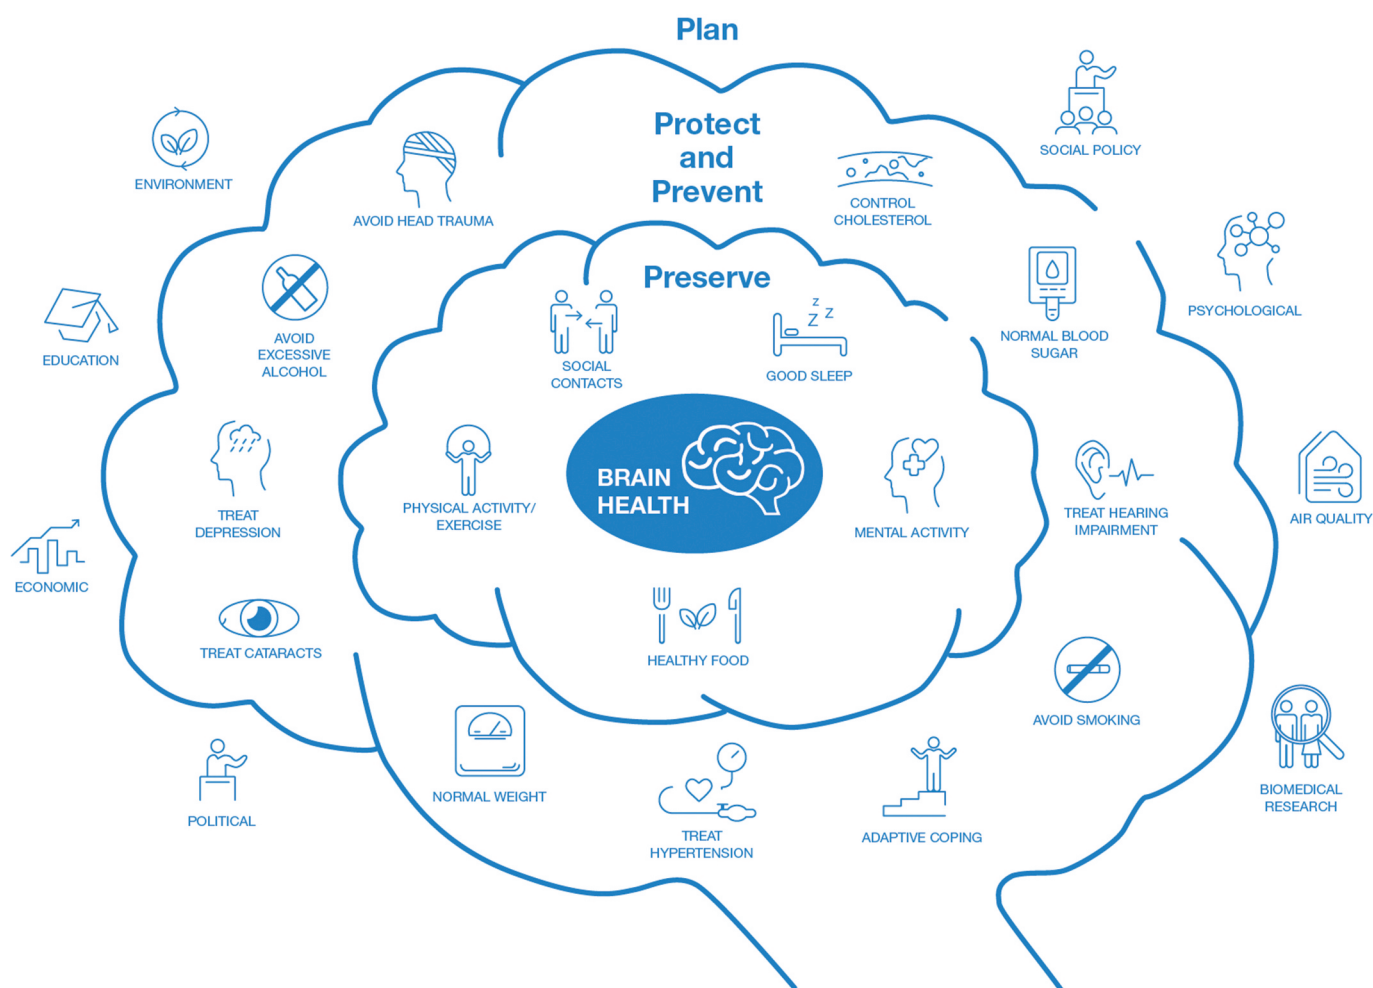 Plan
Protect
and
Prevent
Preserve
BRAIN
HEALTH
SOCIAL
CONTACTS
GOOD SLEEP
PHYSICAL ACTIVITY/
EXERCISE
MENTAL ACTIVITY
HEALTHY FOOD
AVOID HEAD TRAUMA
CONTROL
CHOLESTEROL
AVOID
EXCESSIVE
ALCOHOL
NORMAL BLOOD
SUGAR
TREAT
DEPRESSION
TREAT HEARING
IMPAIRMENT
TREAT CATARACTS
AVOID SMOKING
NORMAL WEIGHT
TREAT
HYPERTENSION
ADAPTIVE COPING
ENVIRONMENT
SOCIAL POLICY
EDUCATION
PSYCHOLOGICAL
ECONOMIC
AIR QUALITY
POLITICAL
BIOMEDICAL
RESEARCH
z
Z Z